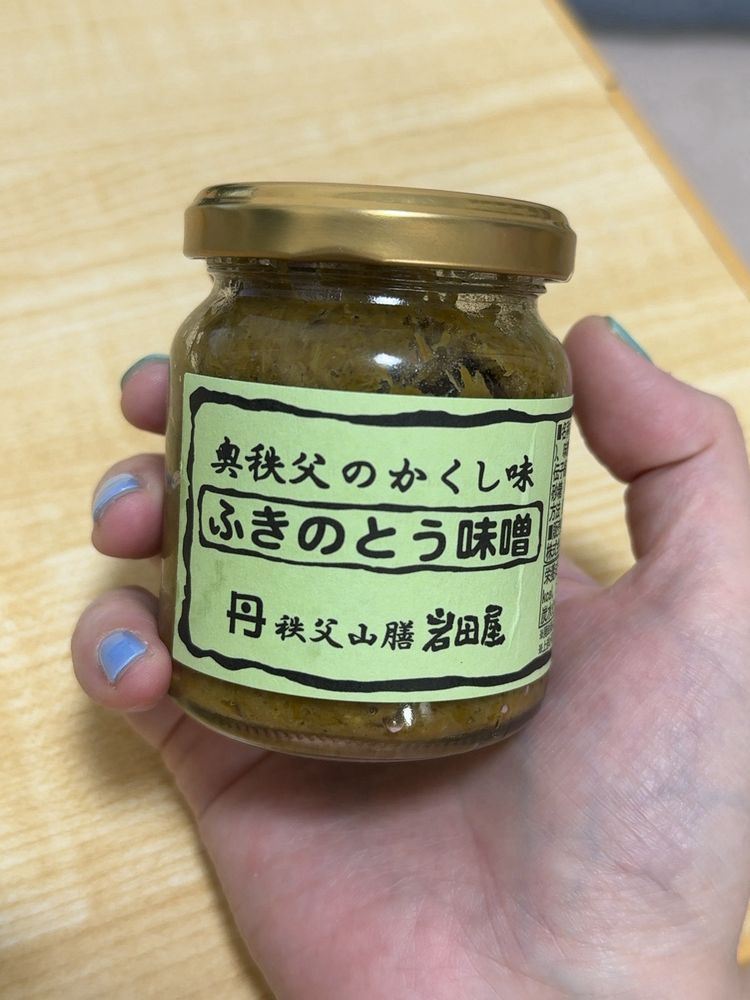 奥秩父のかくし味
ふきのとう味噌
丹 秩父山膳 岩田屋